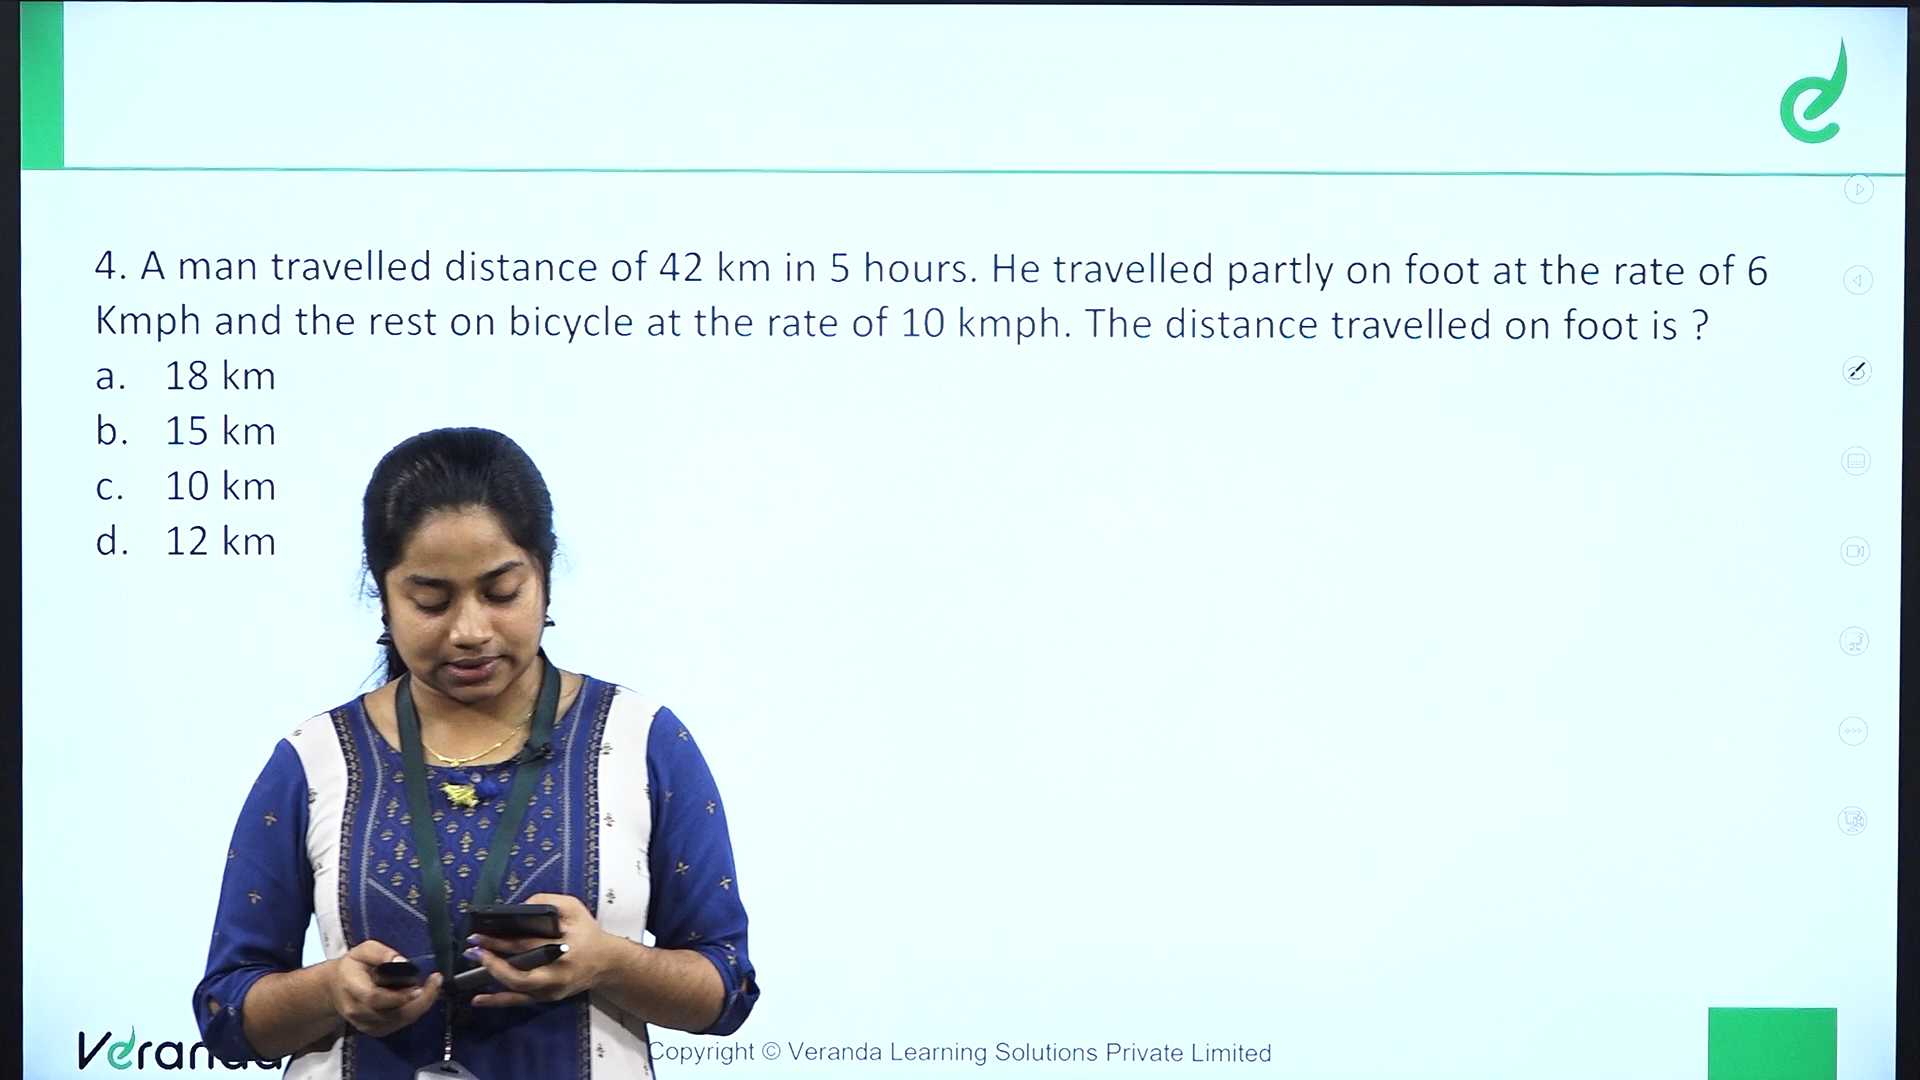 4. A man travelled distance of 42 km in 5 hours. He travelled partly on foot at the rate of 6
Kmph and the rest on bicycle at the rate of 10 kmph. The distance travelled on foot is ?
a. 18 km
b. 15 km
c. 10 km
d. 12 km
Veranda
Copyright © Veranda Learning Solutions Private Limited